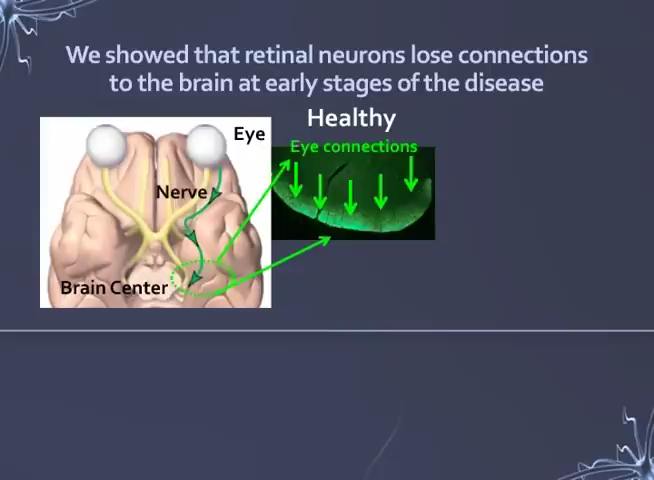 We showed that retinal neurons lose connections
to the brain at early stages of the disease
Healthy
Eye
Eye connections
Nerve
Brain Center